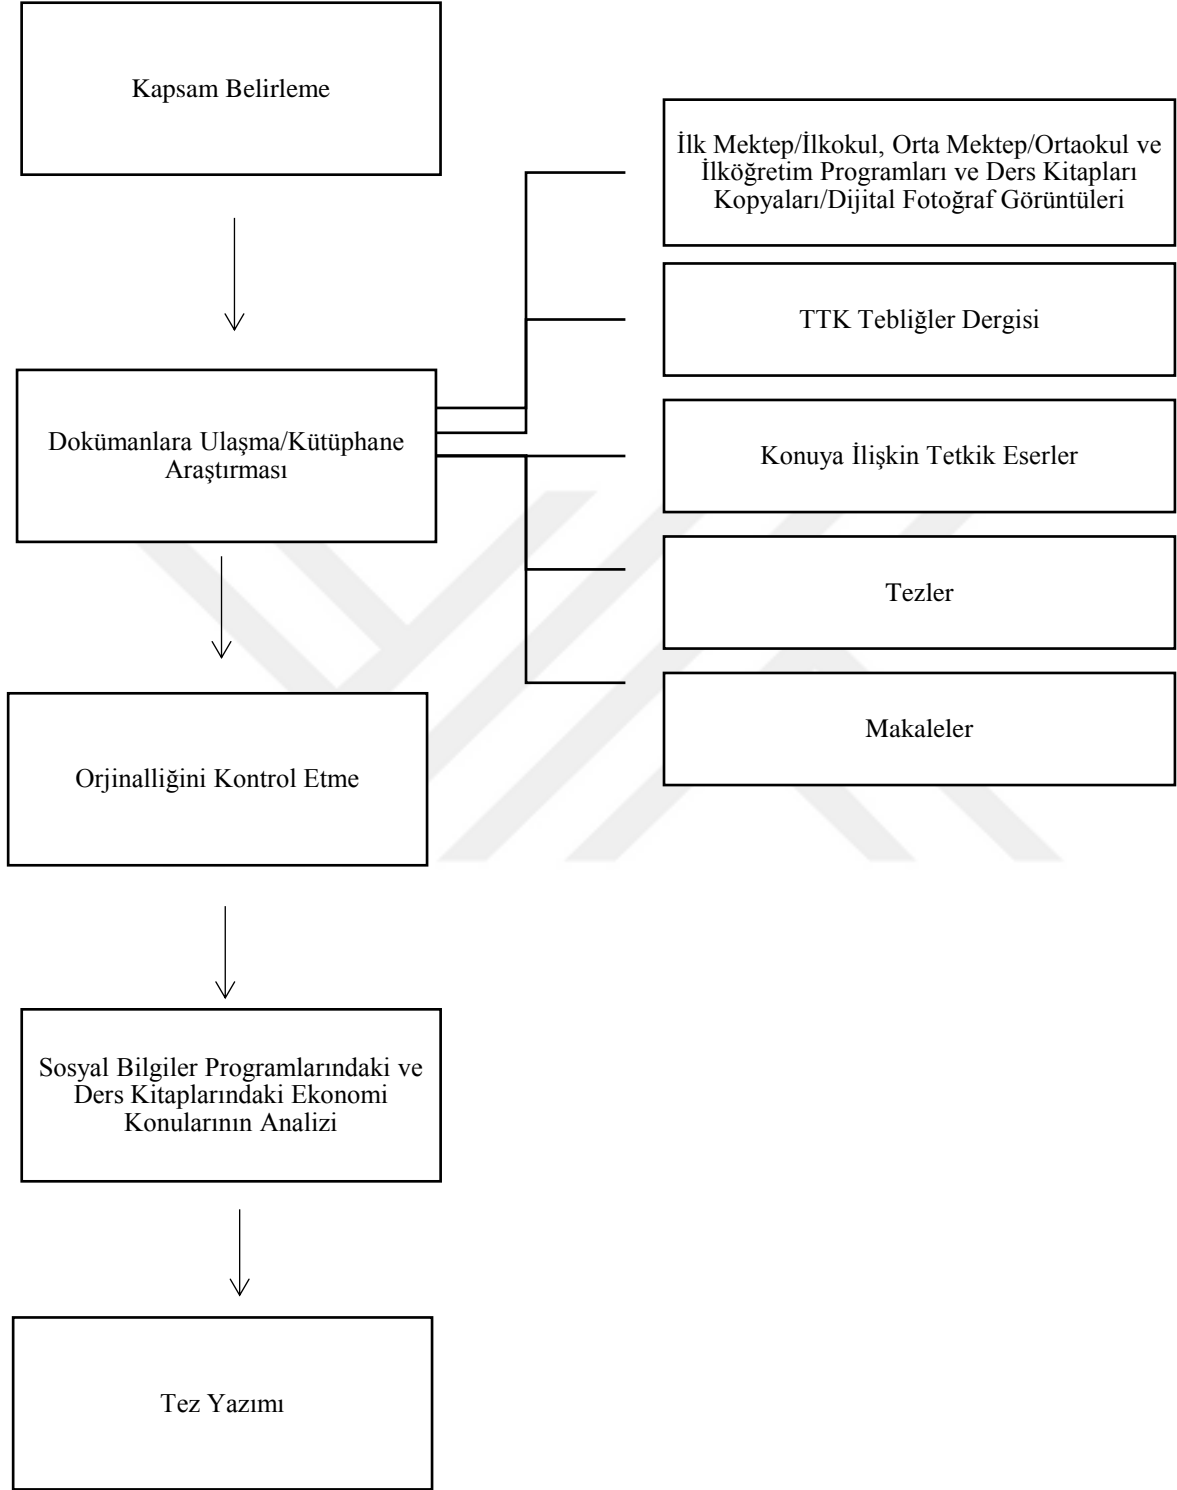 Kapsam Belirleme
İlk Mektep/İlkokul, Orta Mektep/Ortaokul ve
İlköğretim Programları ve Ders Kitapları
Kopyaları/Dijital Fotoğraf Görüntüleri
TTK Tebliğler Dergisi
Dokümanlara Ulaşma/Kütüphane
Araştırması
Konuya İlişkin Tetkik Eserler
Tezler
Makaleler
Orjinalliğini Kontrol Etme
Sosyal Bilgiler Programlarındaki ve
Ders Kitaplarındaki Ekonomi
Konularının Analizi
Tez Yazımı